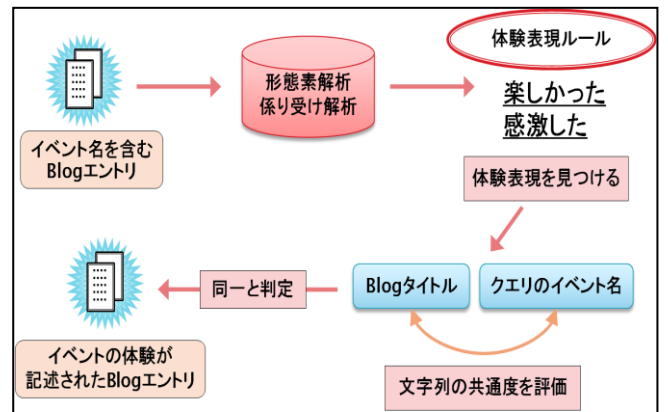 イベント名を含む
Blogエントリ
形態素解析
係り受け解析
体験表現ルール
楽しかった
感激した
体験表現を見つける
Blogタイトル
クエリのイベント名
文字列の共通度を評価
同一と判定
イベントの体験が
記述されたBlogエントリ